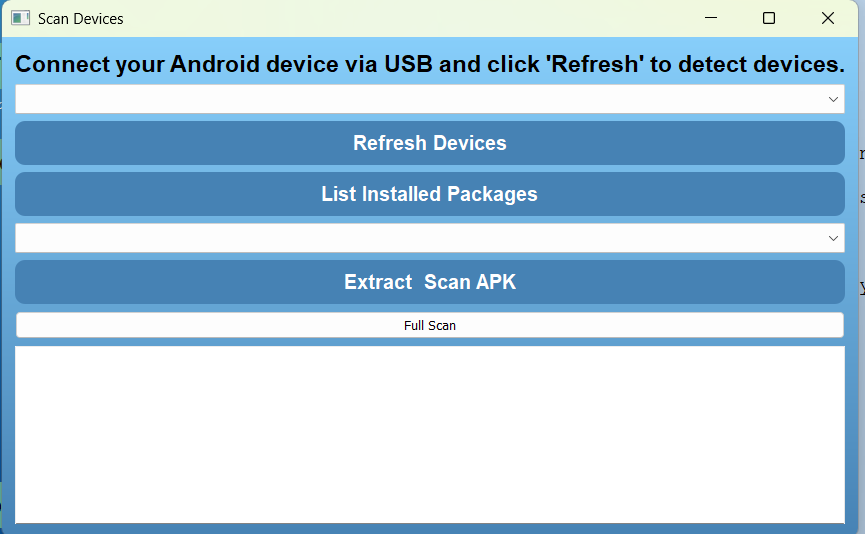 Scan Devices
Connect your Android device via USB and click 'Refresh' to detect devices.
Refresh Devices
List Installed Packages
Extract  Scan APK
Full Scan